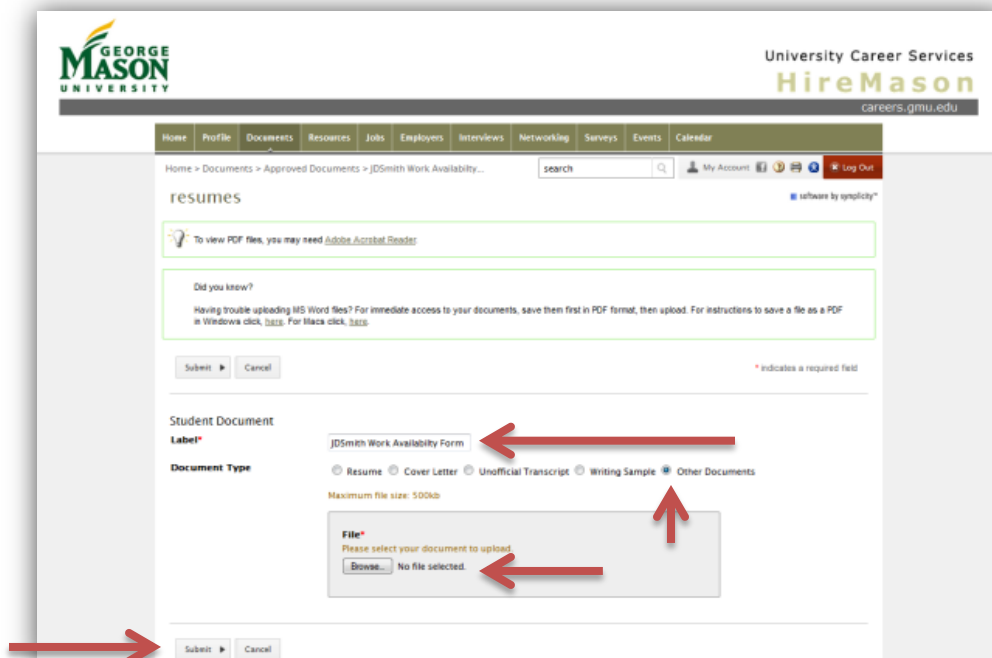 GEORGE
MASON
UNIVERSITY
University Career Services
HireMason
careers.gmu.edu
Home Profile Documents Resources Jobs Employers Interviews Networking Surveys Events Calendar
Home > Documents > Approved Documents > JDSmith Work Availabilty...
search
My Account
Log Out
resumes
software by symplicity™
To view PDF files, you may need Adobe Acrobat Reader.
Did you know?
Having trouble uploading MS Word files? For immediate access to your documents, save them first in PDF format, then upload. For instructions to save a file as a PDF
in Windows click, here. For Macs click, here.
Submit Cancel
* indicates a required field
Student Document
Label*
JDSmith Work Availabilty Form
Document Type
Resume Cover Letter Unofficial Transcript Writing Sample Other Documents
Maximum file size: 500kb
File*
Please select your document to upload.
Browse... No file selected.
Submit Cancel